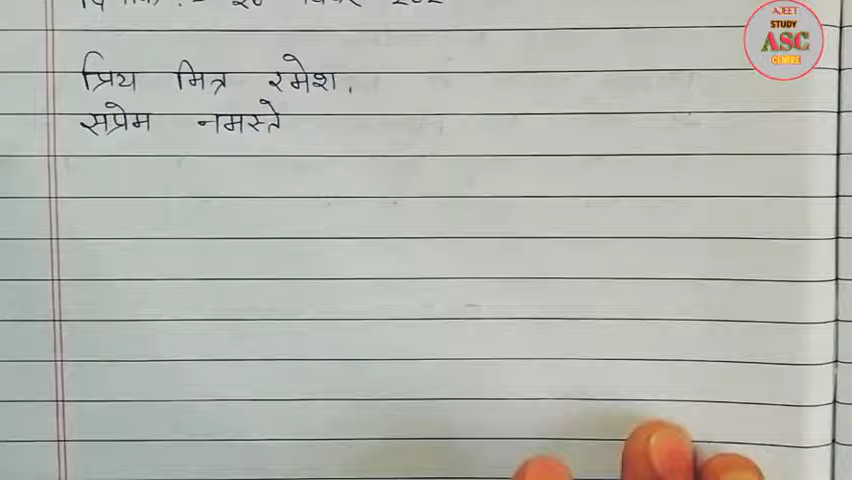 AJEET
STUDY
ASC
CENTRE
प्रिय मित्र रमेश,
सप्रेम नमस्ते